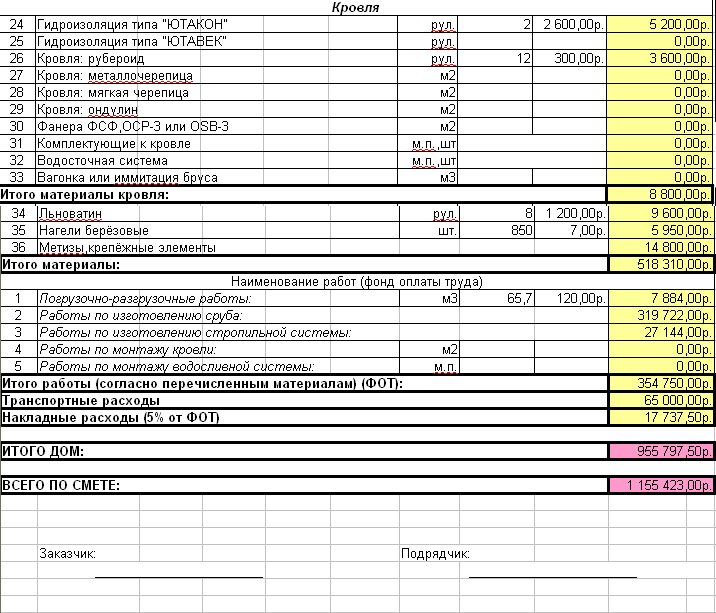 Кровля
24 Гидроизоляция типа "ЮТАКОН" рул. 2 2 600,00р. 5 200,00р.
25 Гидроизоляция типа "ЮТАВЕК" рул. 0,00р.
26 Кровля: рубероид рул. 12 300,00р. 3 600,00р.
27 Кровля: металлочерепица м2 0,00р.
28 Кровля: мягкая черепица м2 0,00р.
29 Кровля: ондулин м2 0,00р.
30 Фанера ФСФ,ОСР-3 или OSB-3 м2 0,00р.
31 Комплектующие к кровле м.п.,шт 0,00р.
32 Водосточная система м.п.,шт 0,00р.
33 Вагонка или иммитация бруса м3 0,00р.
Итого материалы кровля: 8 800,00р.
34 Льноватин рул. 8 1 200,00р. 9 600,00р.
35 Нагели берёзовые шт. 850 7,00р. 5 950,00р.
36 Метизы,крепёжные элементы 14 800,00р.
Итого материалы: 518 310,00р.
Наименование работ (фонд оплаты труда)
1 Погрузочно-разгрузочные работы: м3 65,7 120,00р. 7 884,00р.
2 Работы по изготовлению сруба: 319 722,00р.
3 Работы по изготовлению стропильной системы: 27 144,00р.
4 Работы по монтажу кровли: м2 0,00р.
5 Работы по монтажу водосливной системы: м.п. 0,00р.
Итого работы (согласно перечисленным материалам) (ФОТ): 354 750,00р.
Транспортные расходы 65 000,00р.
Накладные расходы (5% от ФОТ) 17 737,50р.
ИТОГО ДОМ: 955 797,50р.
ВСЕГО ПО СМЕТЕ: 1 155 423,00р.
Заказчик: Подрядчик: